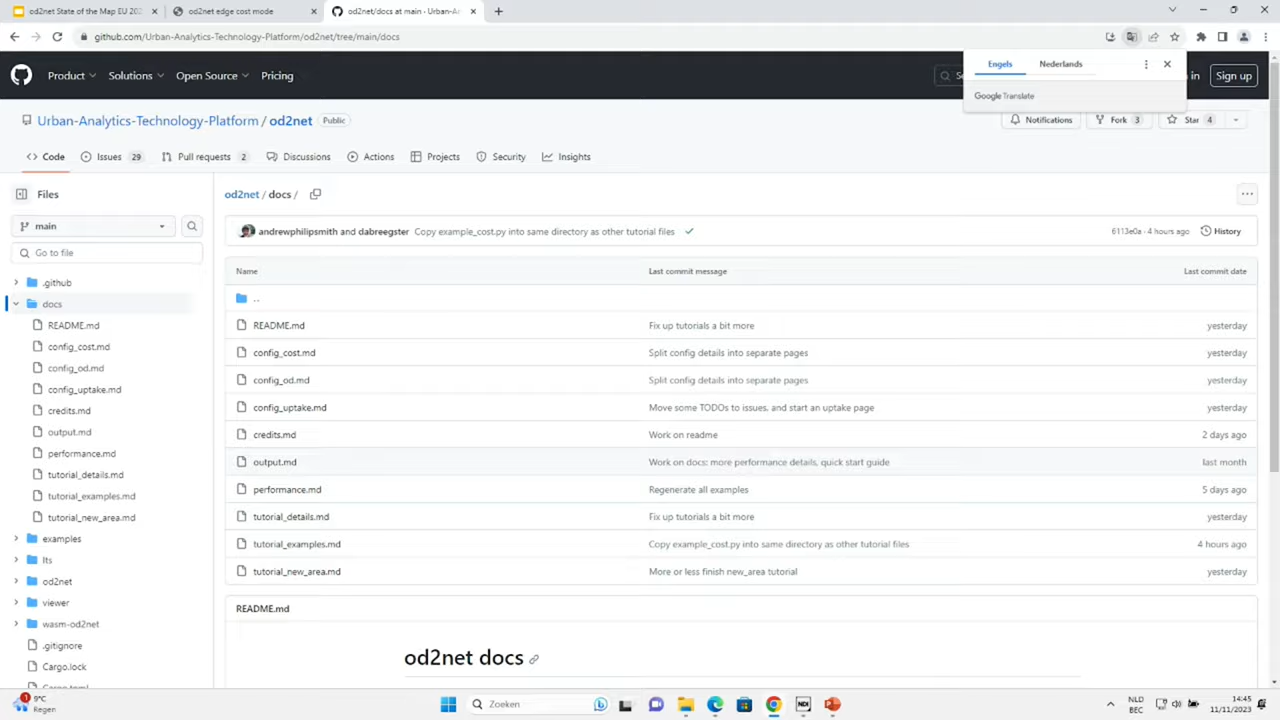 od2net State of the Map EU 202
od2net edge cost mode
od2net/docs at main · Urban-An
github.com/Urban-Analytics-Technology-Platform/od2net/tree/main/docs
Engels
Nederlands
Google Translate
Product
Solutions
Open Source
Pricing
in
Sign up
Urban-Analytics-Technology-Platform / od2net
Public
Notifications
Fork 3
Star 4
Code
Issues 29
Pull requests 2
Discussions
Actions
Projects
Security
Insights
Files
main
Go to file
.github
docs
README.md
config_cost.md
config_od.md
config_uptake.md
credits.md
output.md
performance.md
tutorial_details.md
tutorial_examples.md
tutorial_new_area.md
examples
lts
od2net
viewer
wasm-od2net
.gitignore
Cargo.lock
Cargo.toml
od2net / docs /
andrewphilipsmith and dabreegster Copy example_cost.py into same directory as other tutorial files
6113e0a · 4 hours ago
History
Name Last commit message Last commit date
..
README.md Fix up tutorials a bit more yesterday
config_cost.md Split config details into separate pages yesterday
config_od.md Split config details into separate pages yesterday
config_uptake.md Move some TODOs to issues, and start an uptake page yesterday
credits.md Work on readme 2 days ago
output.md Work on docs: more performance details, quick start guide last month
performance.md Regenerate all examples 5 days ago
tutorial_details.md Fix up tutorials a bit more yesterday
tutorial_examples.md Copy example_cost.py into same directory as other tutorial files 4 hours ago
tutorial_new_area.md More or less finish new_area tutorial yesterday
README.md
od2net docs
1
9°C
Regen
Zoeken
NDI
NLD
BEC
14:45
11/11/2023